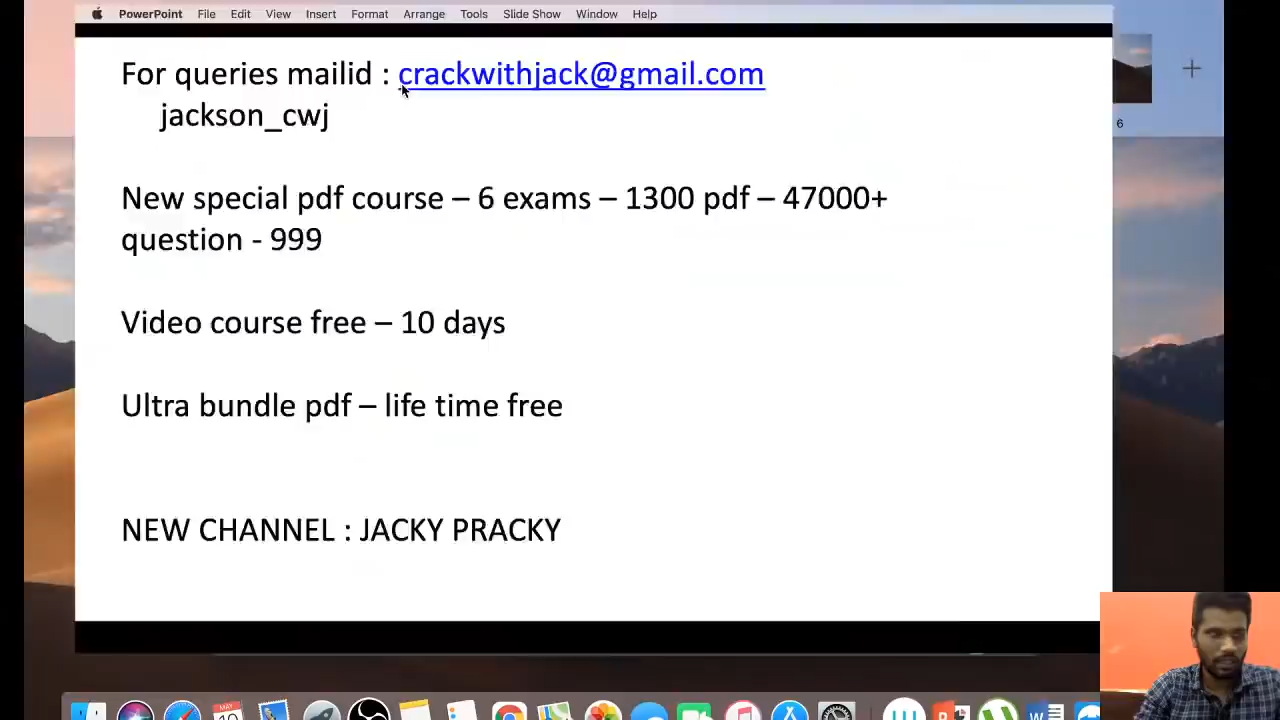 PowerPoint File Edit View Insert Format Arrange Tools Slide Show Window Help
For queries mailid : crackwithjack@gmail.com
jackson_cwj
New special pdf course – 6 exams – 1300 pdf – 47000+
question - 999
Video course free – 10 days
Ultra bundle pdf – life time free
NEW CHANNEL : JACKY PRACKY
6
MAY